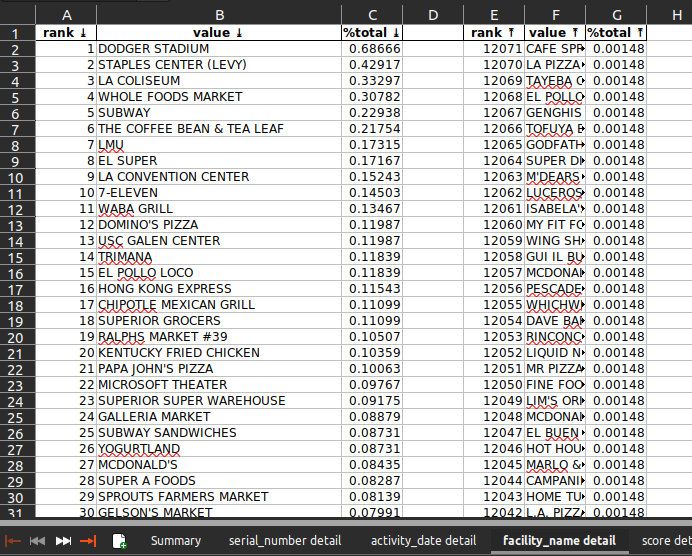 A B C D E F G H
1 rank ⤓ value ⤓ %total ⤓ rank ⤒ value ⤒ %total ⤒
2 1 DODGER STADIUM 0.68666 12071 CAFE SPR 0.00148
3 2 STAPLES CENTER (LEVY) 0.42917 12070 LA PIZZA 0.00148
4 3 LA COLISEUM 0.33297 12069 TAYEBA 0.00148
5 4 WHOLE FOODS MARKET 0.30782 12068 EL POLLO 0.00148
6 5 SUBWAY 0.22938 12067 GENGHIS 0.00148
7 6 THE COFFEE BEAN & TEA LEAF 0.21754 12066 TOFUYA 0.00148
8 7 LMU 0.17315 12065 GODFATH 0.00148
9 8 EL SUPER 0.17167 12064 SUPER 0.00148
10 9 LA CONVENTION CENTER 0.15243 12063 M'DEARS 0.00148
11 10 7-ELEVEN 0.14503 12062 LUCEROS 0.00148
12 11 WABA GRILL 0.13467 12061 ISABELA' 0.00148
13 12 DOMINO'S PIZZA 0.11987 12060 MY FIT FO 0.00148
14 13 USC GALEN CENTER 0.11987 12059 WING SH 0.00148
15 14 TRIMANA 0.11839 12058 GUI IL BU 0.00148
16 15 EL POLLO LOCO 0.11839 12057 MCDONA 0.00148
17 16 HONG KONG EXPRESS 0.11543 12056 PESCADE 0.00148
18 17 CHIPOTLE MEXICAN GRILL 0.11099 12055 WHICHW 0.00148
19 18 SUPERIOR GROCERS 0.11099 12054 DAVE BA 0.00148
20 19 RALPHS MARKET #39 0.10507 12053 RINCONC 0.00148
21 20 KENTUCKY FRIED CHICKEN 0.10359 12052 LIQUID N 0.00148
22 21 PAPA JOHN'S PIZZA 0.10063 12051 MR PIZZA 0.00148
23 22 MICROSOFT THEATER 0.09767 12050 FINE FOO 0.00148
24 23 SUPERIOR SUPER WAREHOUSE 0.09175 12049 LIM'S ORI 0.00148
25 24 GALLERIA MARKET 0.08879 12048 MCDONA 0.00148
26 25 SUBWAY SANDWICHES 0.08731 12047 EL BUEN 0.00148
27 26 YOGURTLAND 0.08731 12046 HOT HOU 0.00148
28 27 MCDONALD'S 0.08435 12045 MARLO & 0.00148
29 28 SUPER A FOODS 0.08287 12044 CAMPANI 0.00148
30 29 SPROUTS FARMERS MARKET 0.08139 12043 HOME TU 0.00148
31 30 GELSON'S MARKET 0.07991 12042 L.A. PIZZ 0.00148
Summary serial_number detail activity_date detail facility_name detail score det